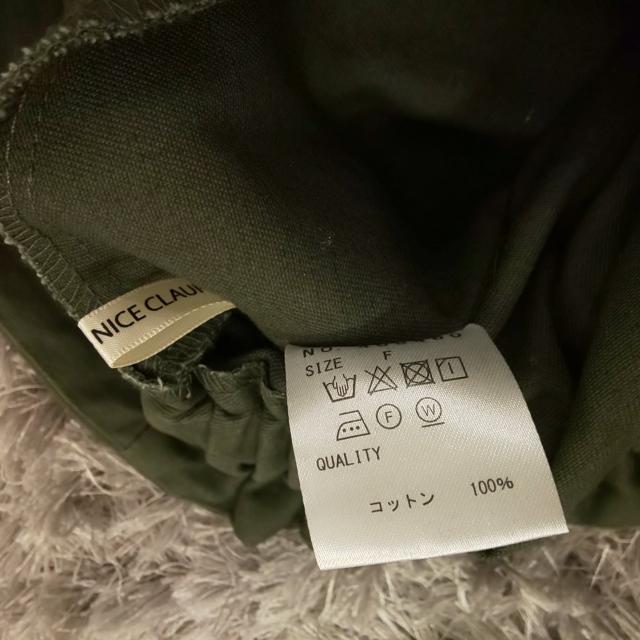 NICE CLAU
SIZE F
F W
QUALITY
コットン 100%